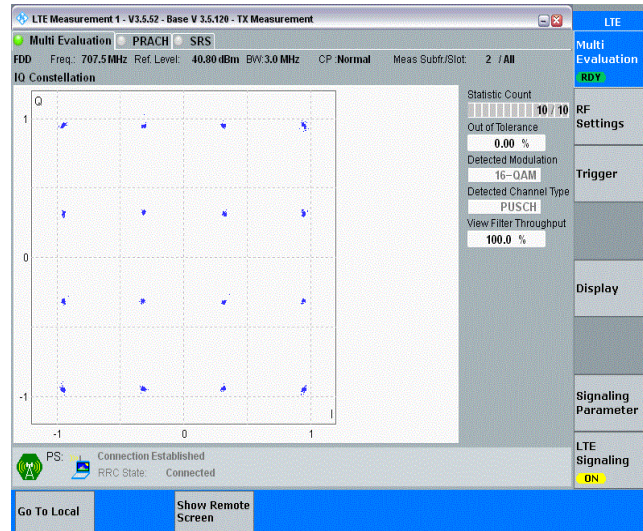 LTE Measurement 1 - V3.5.52 - Base V 3.5.120 - TX Measurement
LTE
Multi Evaluation PRACH SRS
Multi
Evaluation
RDY
FDD Freq.: 707.5 MHz Ref. Level: 40.80 dBm BW: 3.0 MHz CP :Normal Meas Subfr./Slot: 2 / All
IQ Constellation
Q
1
0
-1
-1 0 1
I
Statistic Count
10 / 10
Out of Tolerance
0.00 %
Detected Modulation
16-QAM
Detected Channel Type
PUSCH
View Filter Throughput
100.0 %
RF
Settings
Trigger
Display
Signaling
Parameter
LTE
Signaling
ON
PS: Connection Established
RRC State: Connected
Go To Local
Show Remote
Screen